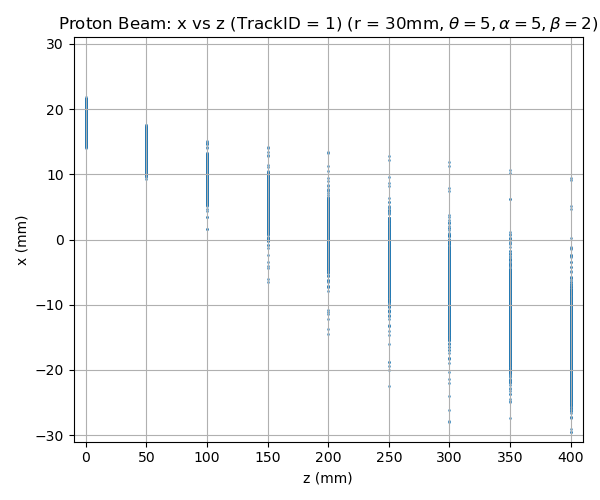 Proton Beam: x vs z (TrackID = 1) (r = 30mm, θ = 5, α = 5, β = 2)
30
20
10
0
−10
−20
−30
x (mm)
0 50 100 150 200 250 300 350 400
z (mm)